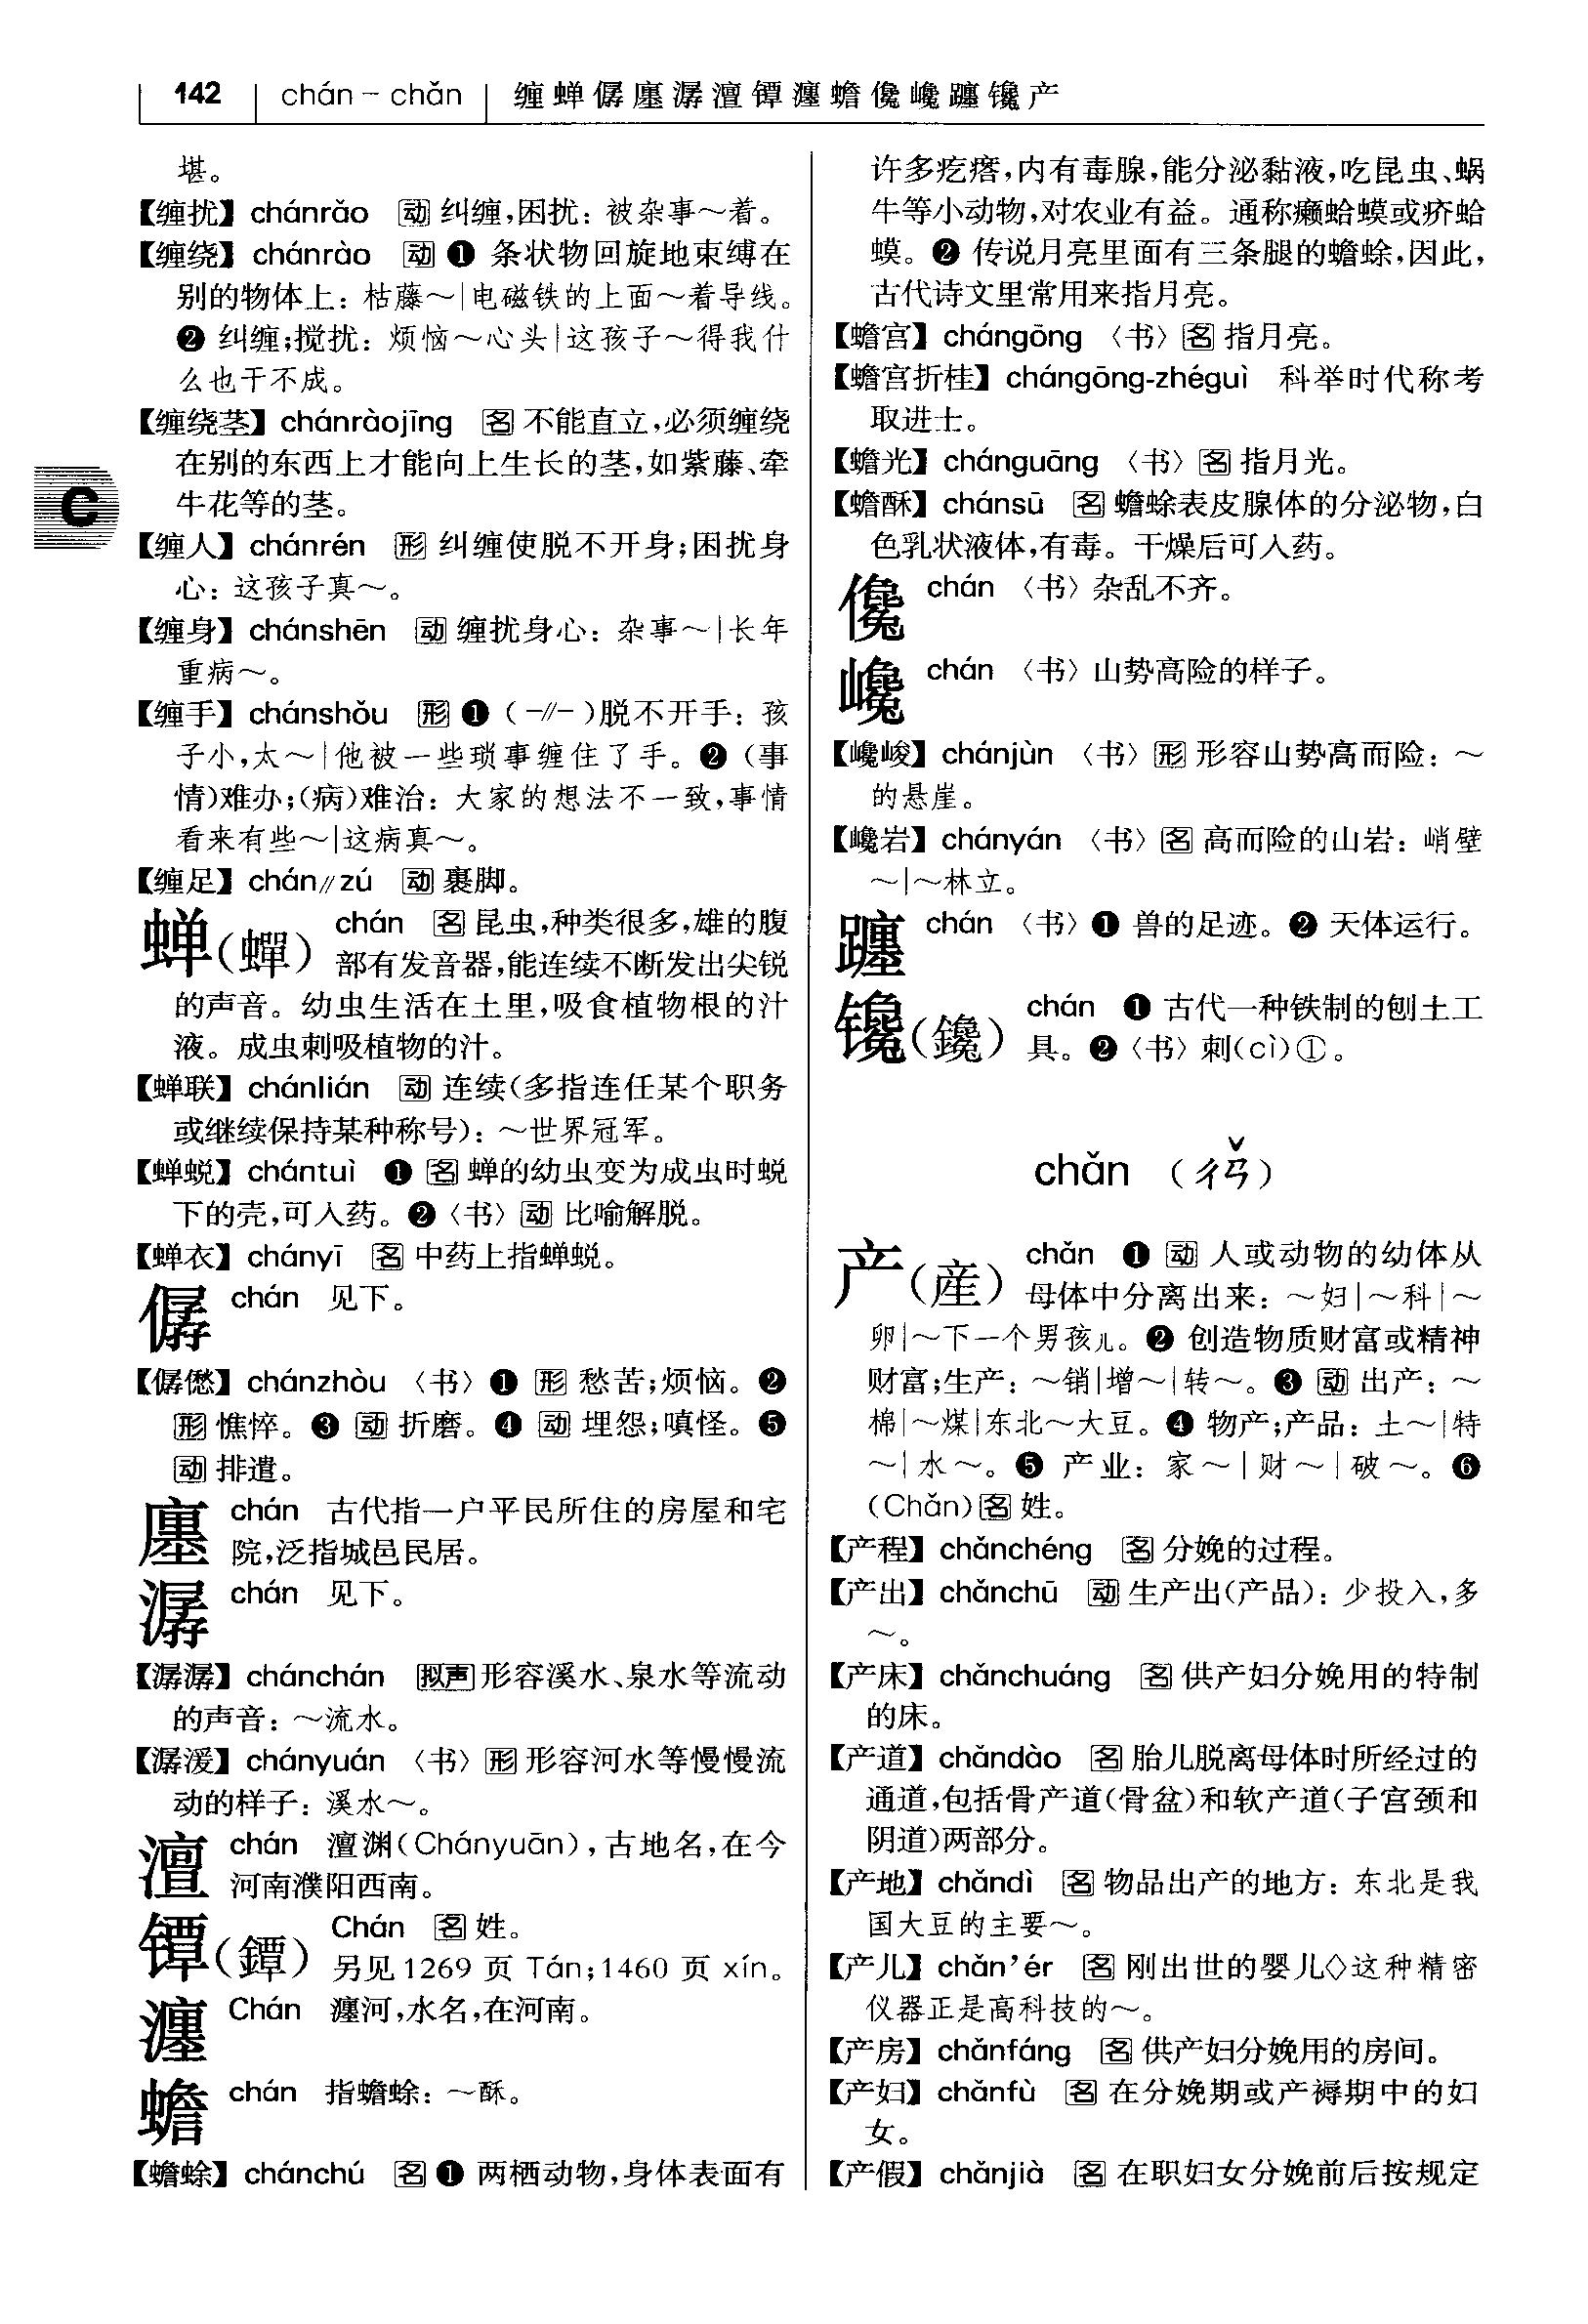 142 chán – chǎn 缠蝉僝廛潺澶镡瀍蟾儳巉躔镵产
堪。
【缠扰】chánrǎo 动 纠缠,困扰：被杂事～着。
【缠绕】chánrào 动 ❶ 条状物回旋地束缚在
别的物体上：枯藤～|电磁铁的上面～着导线。
❷ 纠缠;搅扰：烦恼～心头|这孩子～得我什
么也干不成。
【缠绕茎】chánràojīng 名 不能直立,必须缠绕
在别的东西上才能向上生长的茎,如紫藤、牵
牛花等的茎。
C
【缠人】chánrén 形 纠缠使脱不开身;困扰身
心：这孩子真～。
【缠身】chánshēn 动 缠扰身心：杂事～|长年
重病～。
【缠手】chánshǒu 形 ❶（-//-）脱不开手：孩
子小,太～|他被一些琐事缠住了手。❷（事
情）难办;（病）难治：大家的想法不一致,事情
看来有些～|这病真～。
【缠足】chán//zú 动 裹脚。
蝉（蟬） chán 名 昆虫,种类很多,雄的腹
部有发音器,能连续不断发出尖锐
的声音。幼虫生活在土里,吸食植物根的汁
液。成虫刺吸植物的汁。
【蝉联】chánlián 动 连续（多指连任某个职务
或继续保持某种称号）：～世界冠军。
【蝉蜕】chántuì ❶ 名 蝉的幼虫变为成虫时蜕
下的壳,可入药。❷〈书〉动 比喻解脱。
【蝉衣】chányī 名 中药上指蝉蜕。
僝 chán 见下。
【僝僽】chánzhòu 〈书〉❶ 形 愁苦;烦恼。❷
形 憔悴。❸ 动 折磨。❹ 动 埋怨;嗔怪。❺
动 排遣。
廛 chán 古代指一户平民所住的房屋和宅
院,泛指城邑民居。
潺 chán 见下。
【潺潺】chánchán 拟声 形容溪水、泉水等流动
的声音：～流水。
【潺湲】chányuán 〈书〉形 形容河水等慢慢流
动的样子：溪水～。
澶 chán 澶渊（Chányuān）,古地名,在今
河南濮阳西南。
镡（鐔） Chán 名 姓。
另见1269 页 Tán;1460 页 xín。
瀍 Chán 瀍河,水名,在河南。
蟾 chán 指蟾蜍：～酥。
【蟾蜍】chánchú 名 ❶ 两栖动物,身体表面有
许多疙瘩,内有毒腺,能分泌黏液,吃昆虫、蜗
牛等小动物,对农业有益。通称癞蛤蟆或疥蛤
蟆。❷ 传说月亮里面有三条腿的蟾蜍,因此,
古代诗文里常用来指月亮。
【蟾宫】chángōng 〈书〉名 指月亮。
【蟾宫折桂】chángōng-zhéguì 科举时代称考
取进士。
【蟾光】chánguāng 〈书〉名 指月光。
【蟾酥】chánsū 名 蟾蜍表皮腺体的分泌物,白
色乳状液体,有毒。干燥后可入药。
儳 chán 〈书〉杂乱不齐。
巉 chán 〈书〉山势高险的样子。
【巉峻】chánjùn 〈书〉形 形容山势高而险：～
的悬崖。
【巉岩】chányán 〈书〉名 高而险的山岩：峭壁
～|～林立。
躔 chán 〈书〉❶ 兽的足迹。❷ 天体运行。
镵（鑱） chán ❶ 古代一种铁制的刨土工
具。❷〈书〉刺（cì）①。
chǎn （ㄔㄢˇ）
产（産） chǎn ❶ 动 人或动物的幼体从
母体中分离出来：～妇|～科|～
卵|～下一个男孩儿。❷ 创造物质财富或精神
财富;生产：～销|增～|转～。❸ 动 出产：～
棉|～煤|东北～大豆。❹ 物产;产品：土～|特
～|水～。❺ 产业：家～|财～|破～。❻
（Chǎn）名 姓。
【产程】chǎnchéng 名 分娩的过程。
【产出】chǎnchū 动 生产出（产品）：少投入,多
～。
【产床】chǎnchuáng 名 供产妇分娩用的特制
的床。
【产道】chǎndào 名 胎儿脱离母体时所经过的
通道,包括骨产道（骨盆）和软产道（子宫颈和
阴道）两部分。
【产地】chǎndì 名 物品出产的地方：东北是我
国大豆的主要～。
【产儿】chǎn’ér 名 刚出世的婴儿◇这种精密
仪器正是高科技的～。
【产房】chǎnfáng 名 供产妇分娩用的房间。
【产妇】chǎnfù 名 在分娩期或产褥期中的妇
女。
【产假】chǎnjià 名 在职妇女分娩前后按规定